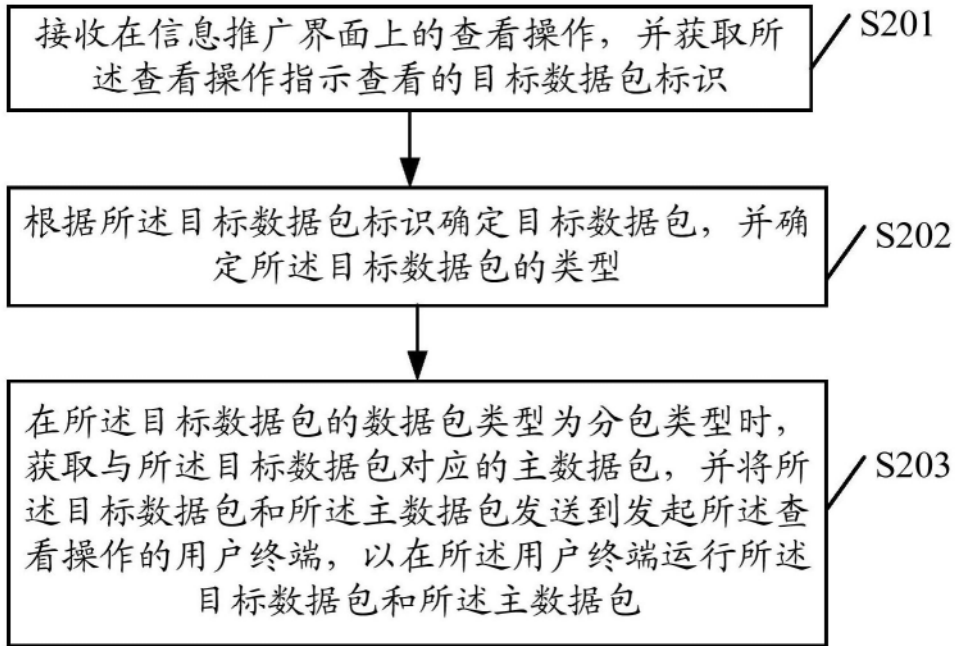 接收在信息推广界面上的查看操作，并获取所
述查看操作指示查看的目标数据包标识
S201
根据所述目标数据包标识确定目标数据包，并确
定所述目标数据包的类型
S202
在所述目标数据包的数据包类型为分包类型时，
获取与所述目标数据包对应的主数据包，并将所
述目标数据包和所述主数据包发送到发起所述查
看操作的用户终端，以在所述用户终端运行所述
目标数据包和所述主数据包
S203